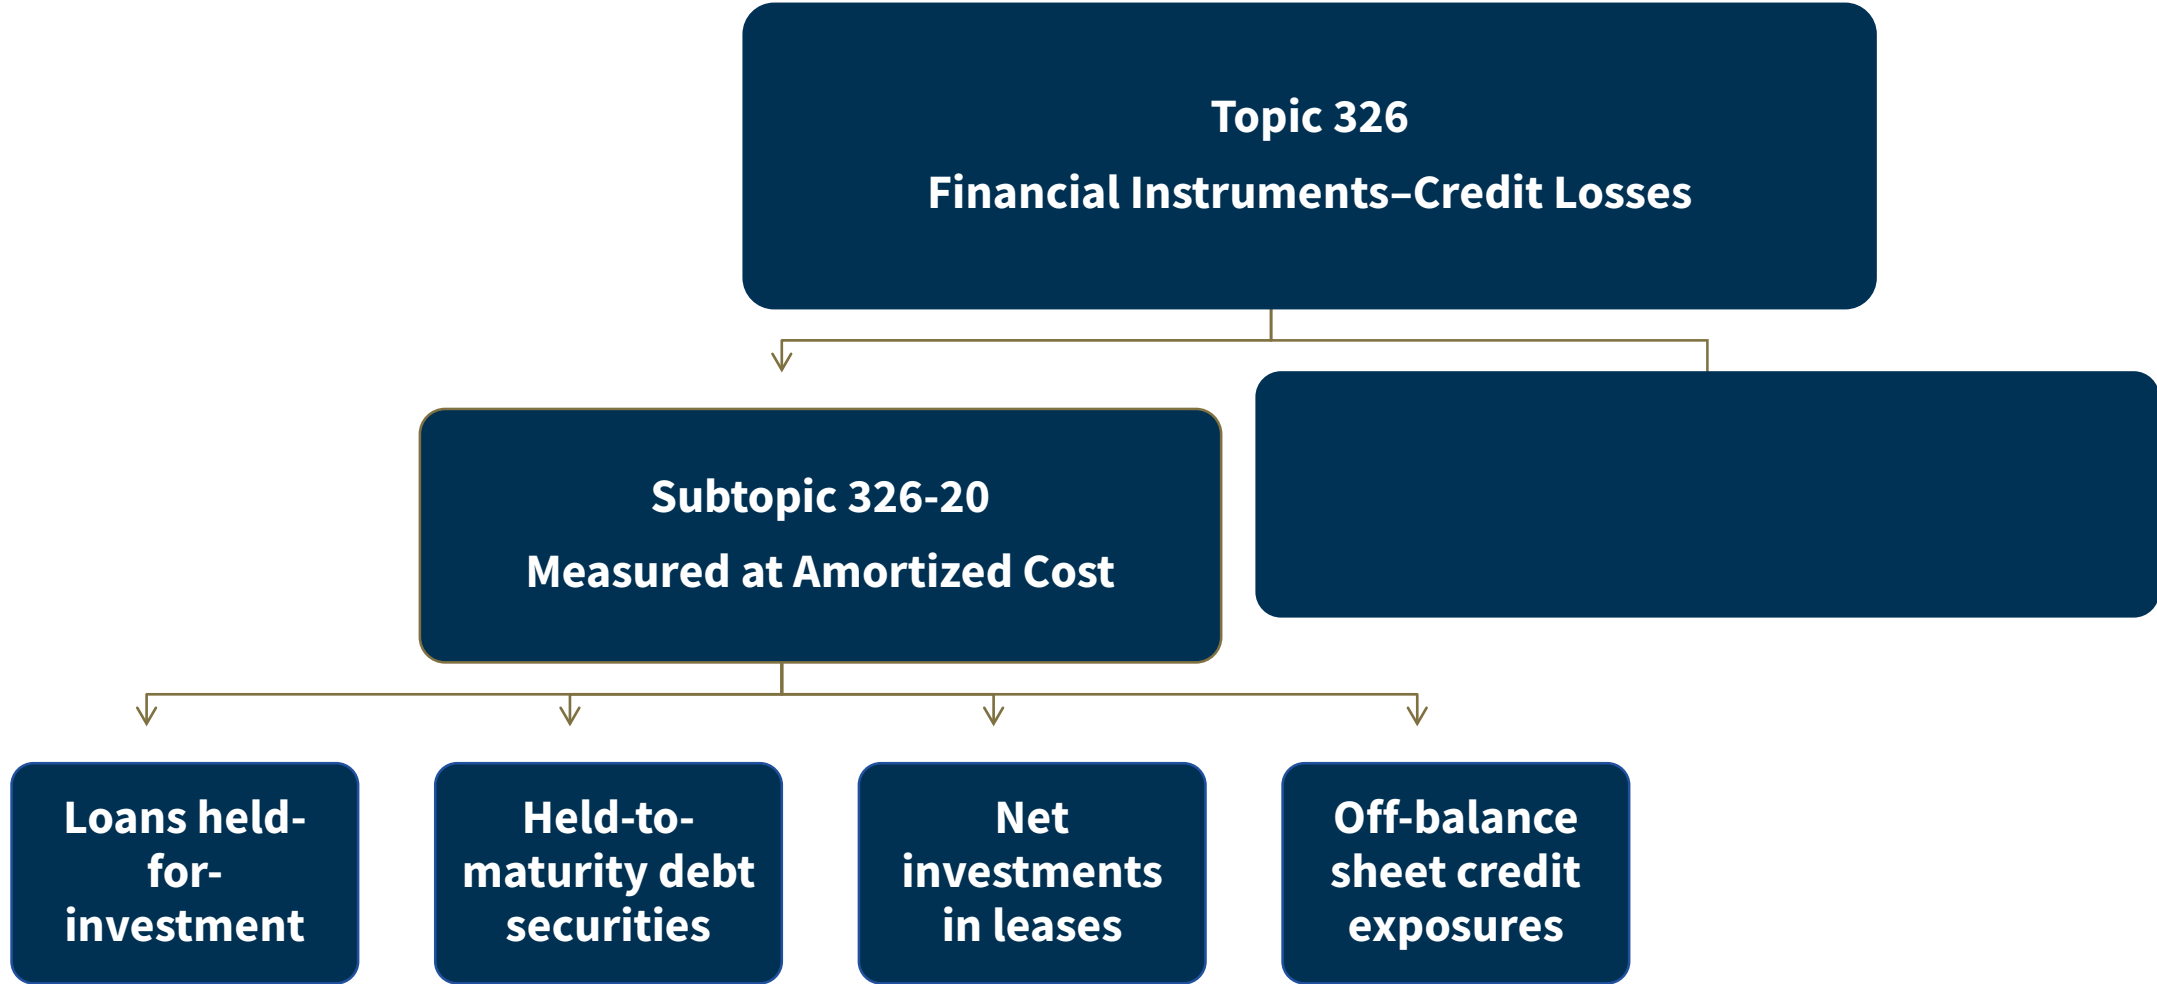 Topic 326
Financial Instruments–Credit Losses
Subtopic 326-20
Measured at Amortized Cost
Loans held-
for-
investment
Held-to-
maturity debt
securities
Net
investments
in leases
Off-balance
sheet credit
exposures